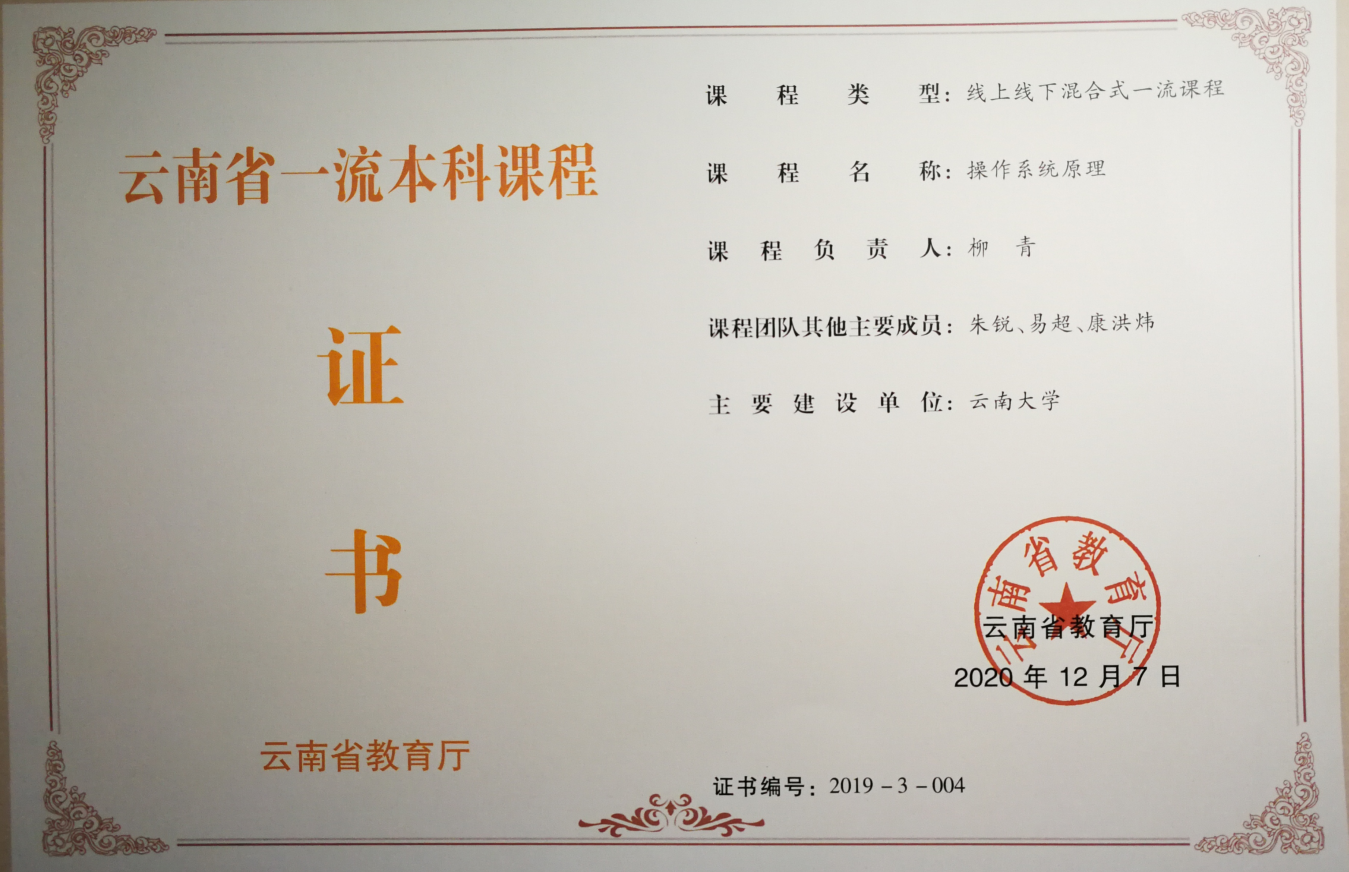 云南省一流本科课程
证
书
云南省教育厅
课程类型：线上线下混合式一流课程
课程名称：操作系统原理
课程负责人：柳 青
课程团队其他主要成员：朱锐、易超、康洪炜
主要建设单位：云南大学
云南省教育厅
云南省教育厅
2020 年 12 月 7 日
证书编号：2019－3－004